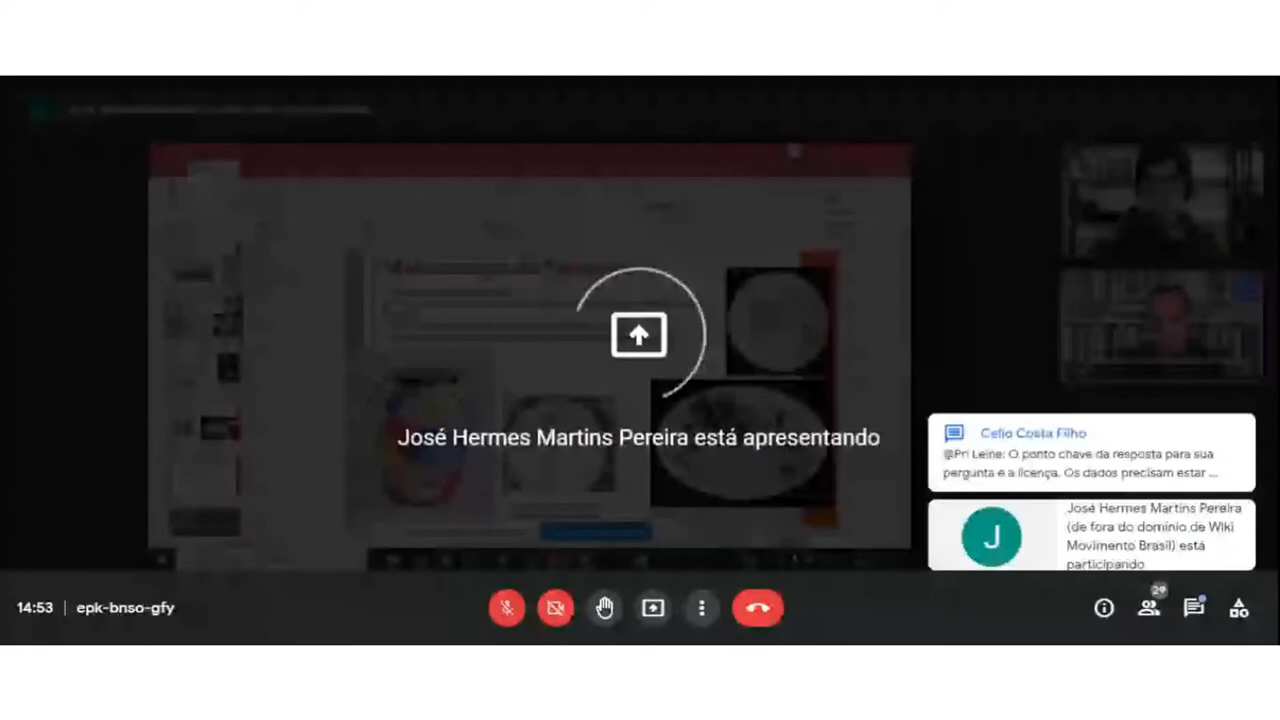 José Hermes Martins Pereira está apresentando
Celio Costa Filho
@Pri Leine: O ponto chave da resposta para sua
pergunta é a licença. Os dados precisam estar ...
J
José Hermes Martins Pereira
(de fora do domínio de Wiki
Movimento Brasil) está
participando
14:53
epk-bnso-gfy
29